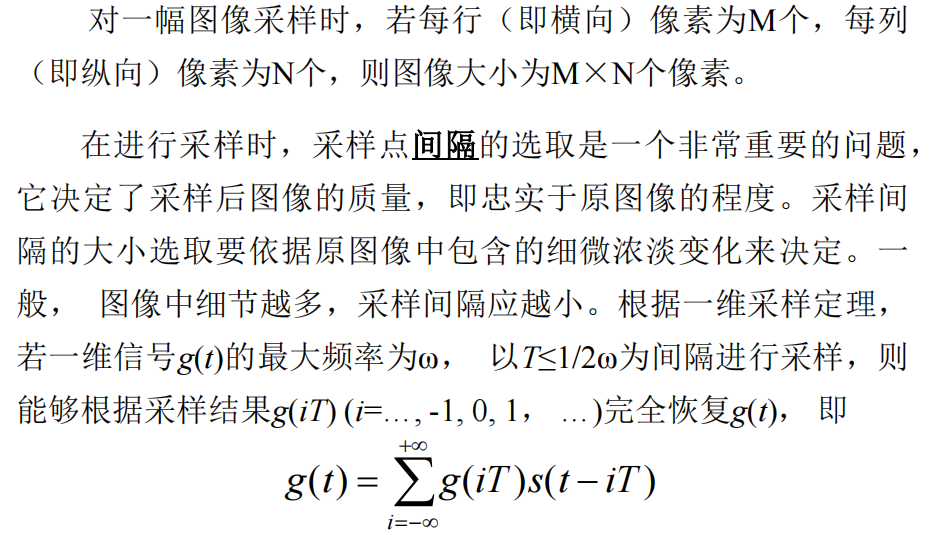 对一幅图像采样时，若每行（即横向）像素为M个，每列
（即纵向）像素为N个，则图像大小为M×N个像素。
在进行采样时，采样点间隔的选取是一个非常重要的问题，
它决定了采样后图像的质量，即忠实于原图像的程度。采样间
隔的大小选取要依据原图像中包含的细微浓淡变化来决定。一
般， 图像中细节越多，采样间隔应越小。根据一维采样定理，
若一维信号g(t)的最大频率为ω， 以T≤1/2ω为间隔进行采样，则
能够根据采样结果g(iT) (i=…, -1, 0, 1， …)完全恢复g(t)， 即
g(t) = ∑_{i=-∞}^{+∞} g(iT)s(t − iT)